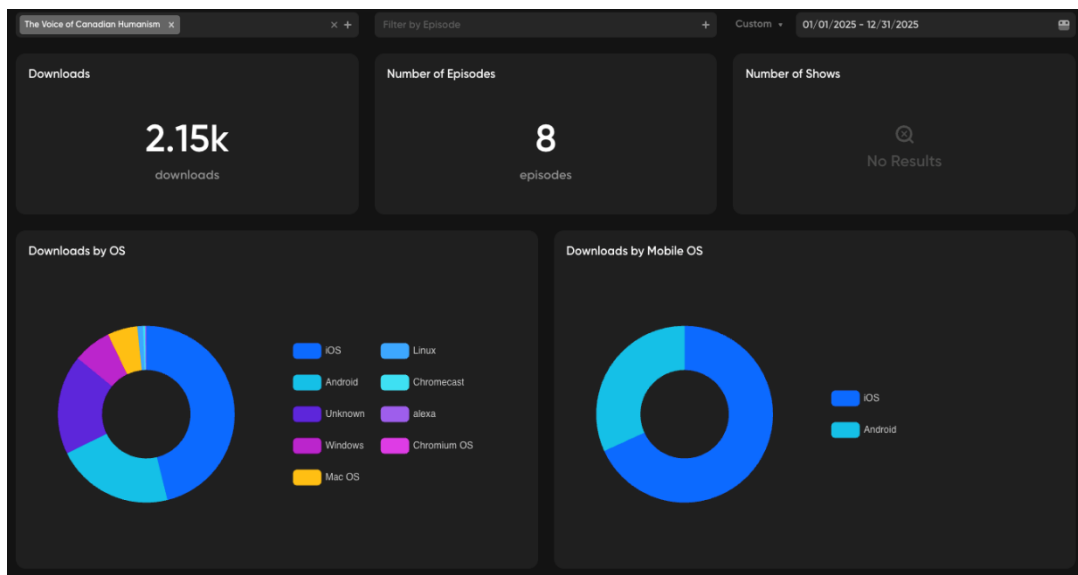 The Voice of Canadian Humanism x × +
Filter by Episode +
Custom 01/01/2025 - 12/31/2025
Downloads
2.15k
downloads
Number of Episodes
8
episodes
Number of Shows
No Results
Downloads by OS
iOS
Android
Unknown
Windows
Mac OS
Linux
Chromecast
alexa
Chromium OS
Downloads by Mobile OS
iOS
Android